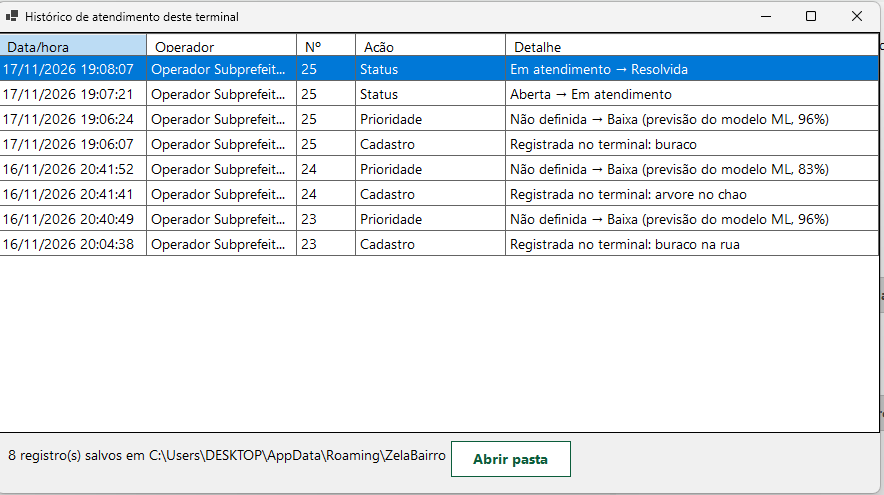 Histórico de atendimento deste terminal
Data/hora Operador Nº Ação Detalhe
17/11/2026 19:08:07 Operador Subprefeit... 25 Status Em atendimento → Resolvida
17/11/2026 19:07:21 Operador Subprefeit... 25 Status Aberta → Em atendimento
17/11/2026 19:06:24 Operador Subprefeit... 25 Prioridade Não definida → Baixa (previsão do modelo ML, 96%)
17/11/2026 19:06:07 Operador Subprefeit... 25 Cadastro Registrada no terminal: buraco
16/11/2026 20:41:52 Operador Subprefeit... 24 Prioridade Não definida → Baixa (previsão do modelo ML, 83%)
16/11/2026 20:41:41 Operador Subprefeit... 24 Cadastro Registrada no terminal: arvore no chao
16/11/2026 20:40:49 Operador Subprefeit... 23 Prioridade Não definida → Baixa (previsão do modelo ML, 96%)
16/11/2026 20:04:38 Operador Subprefeit... 23 Cadastro Registrada no terminal: buraco na rua
8 registro(s) salvos em C:\Users\DESKTOP\AppData\Roaming\ZelaBairro Abrir pasta